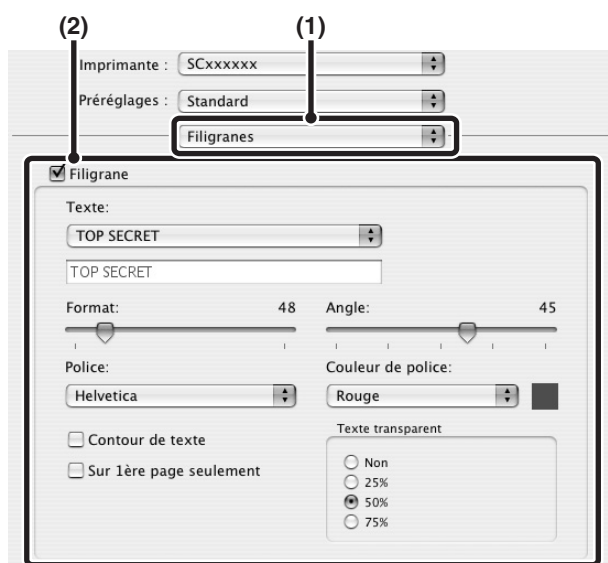 (2) (1)
Imprimante : SCxxxxxx
Préréglages : Standard
Filigranes
Filigrane
Texte:
TOP SECRET
TOP SECRET
Format: 48 Angle: 45
Police: Couleur de police:
Helvetica Rouge
Contour de texte Texte transparent
Sur 1ère page seulement Non
25%
50%
75%